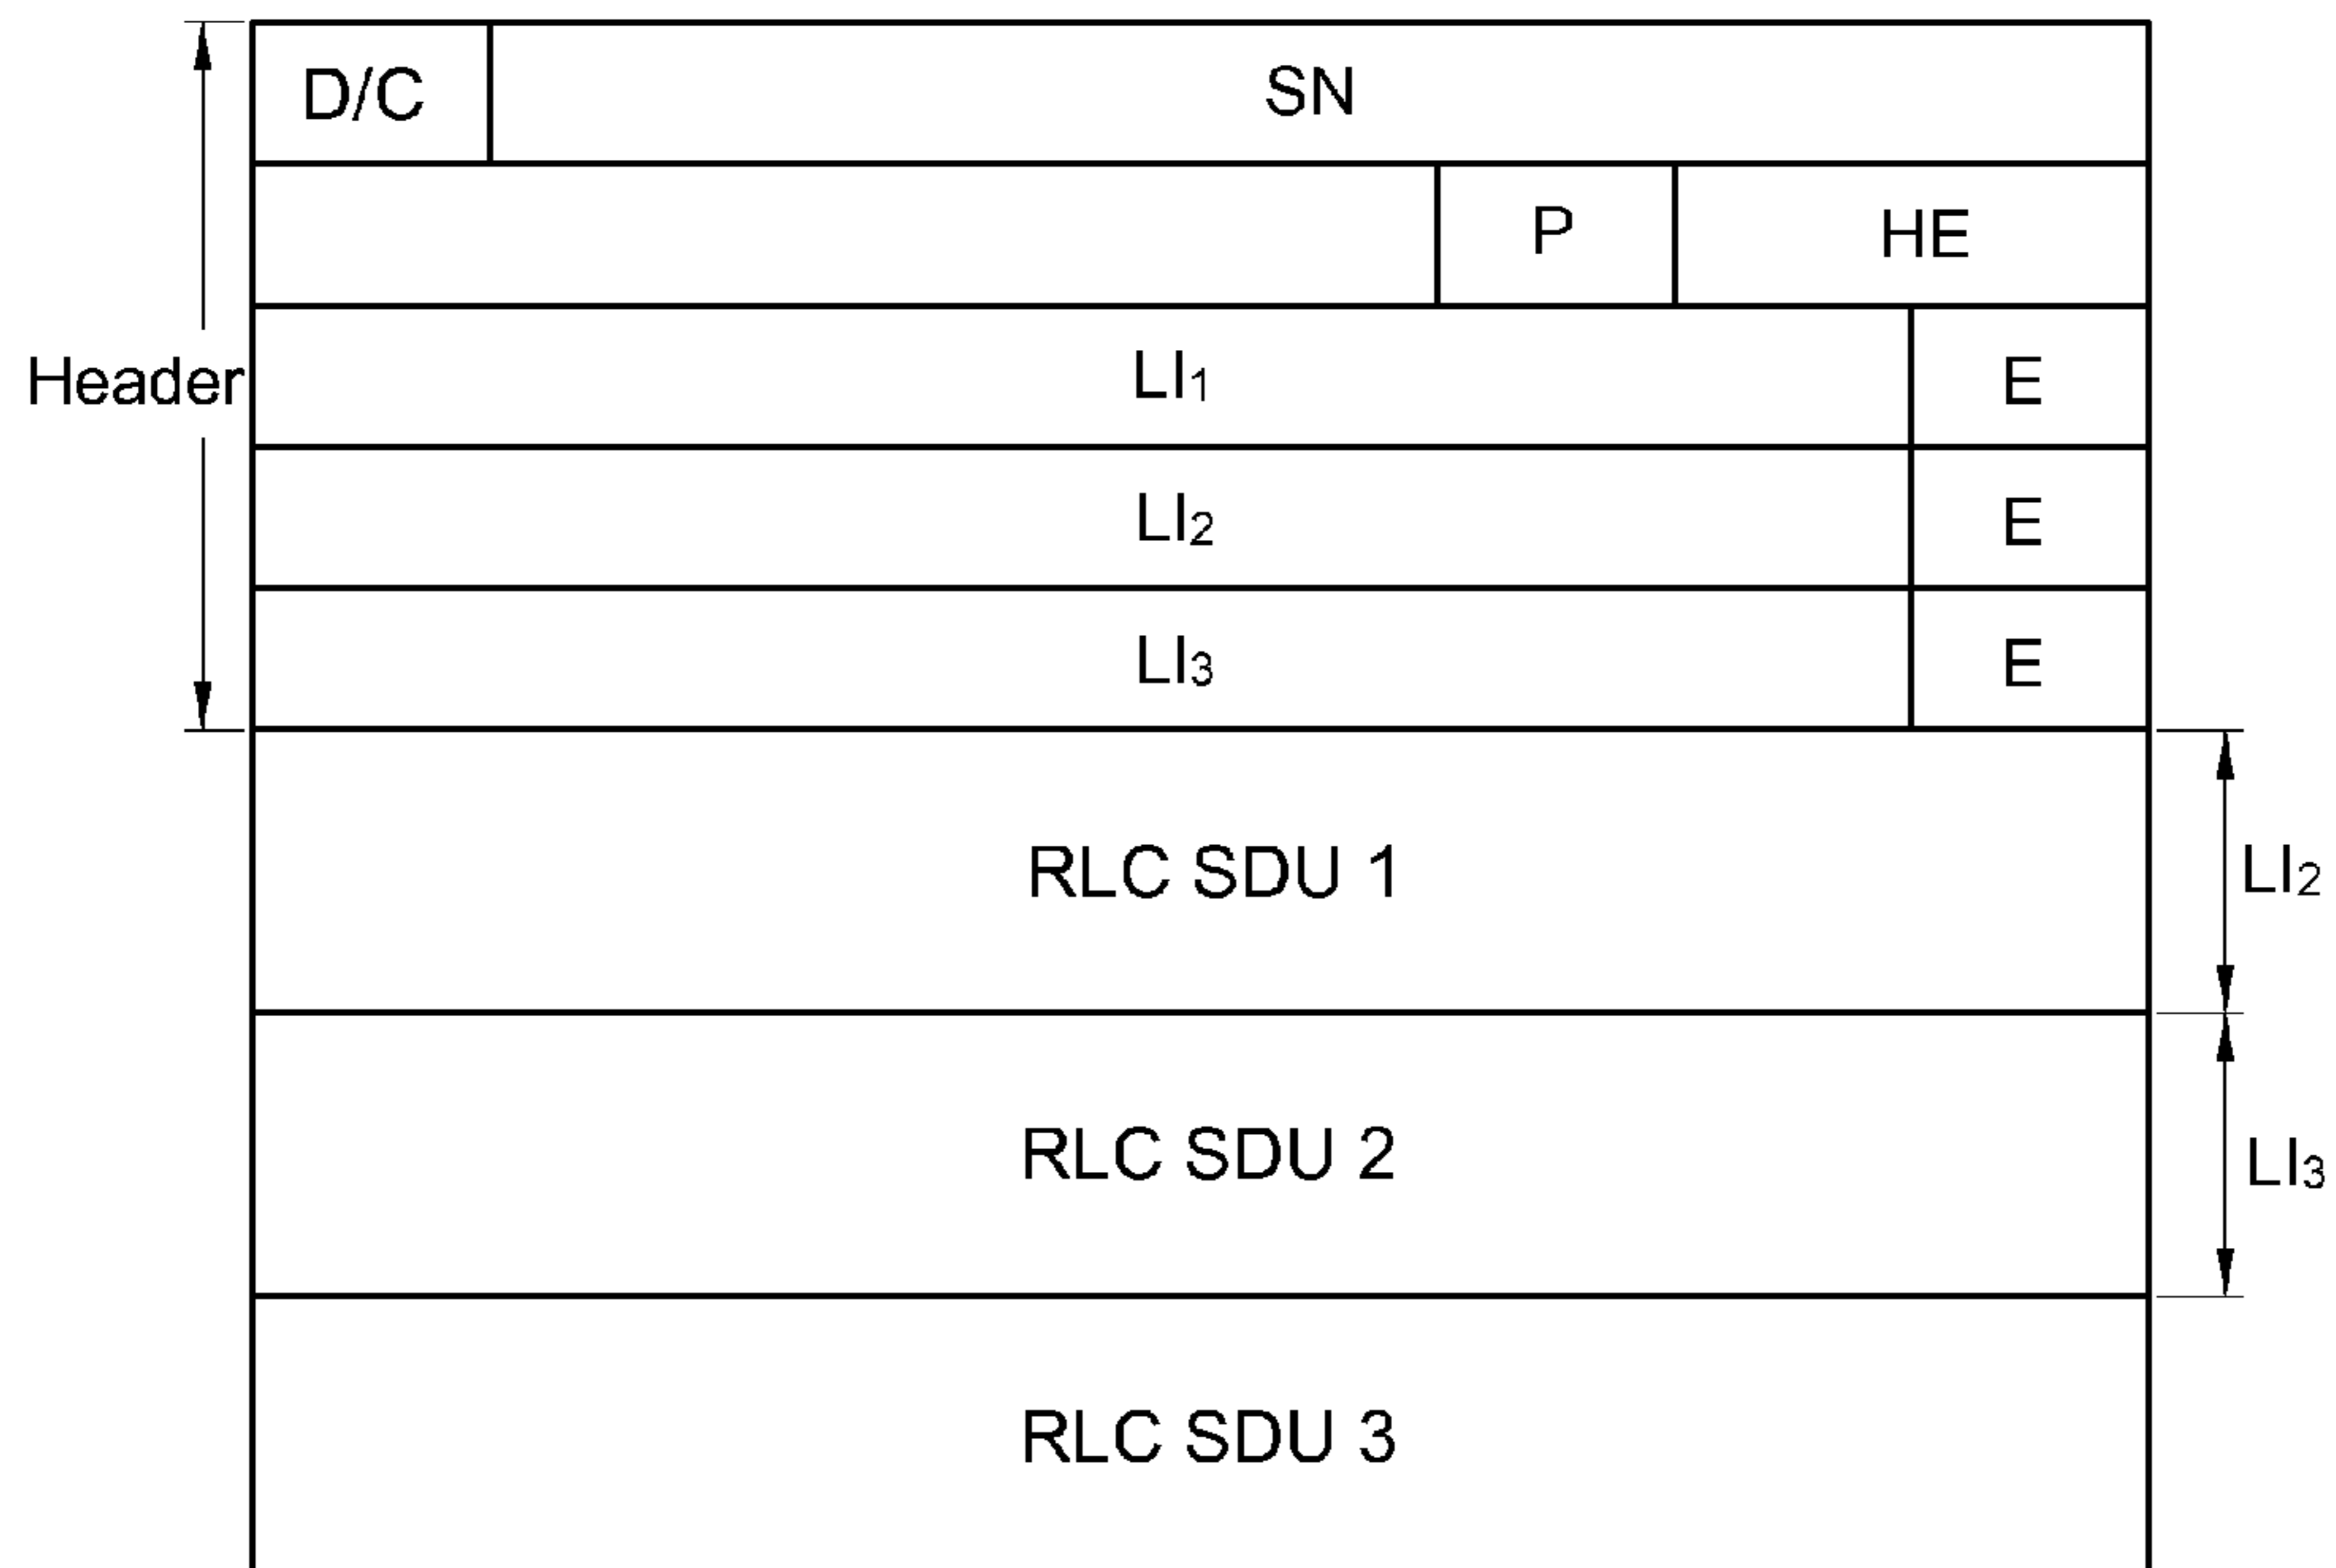 D/C SN
P HE
Header LI₁ E
LI₂ E
LI₃ E
RLC SDU 1 LI₂
RLC SDU 2 LI₃
RLC SDU 3